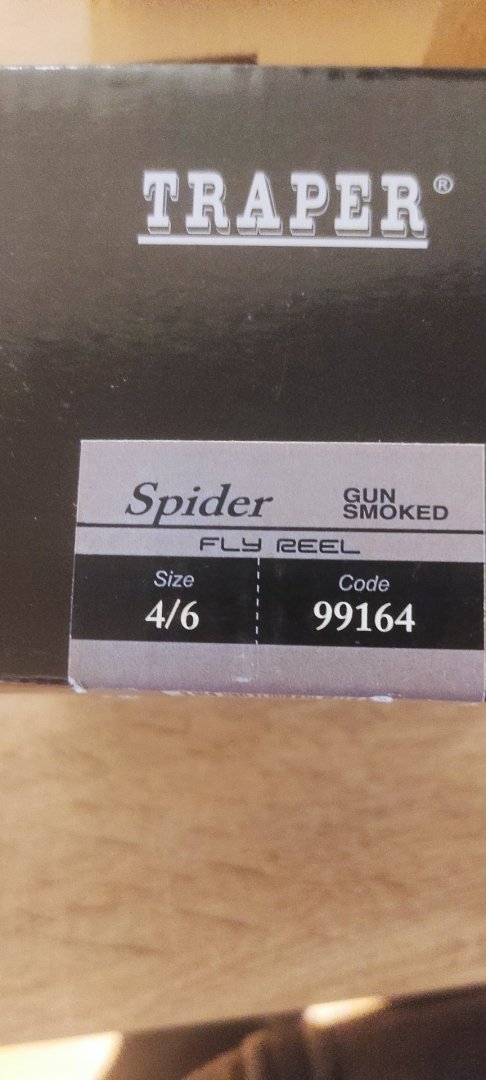 TRAPER®
Spider
GUN
SMOKED
FLY REEL
Size
4/6
Code
99164